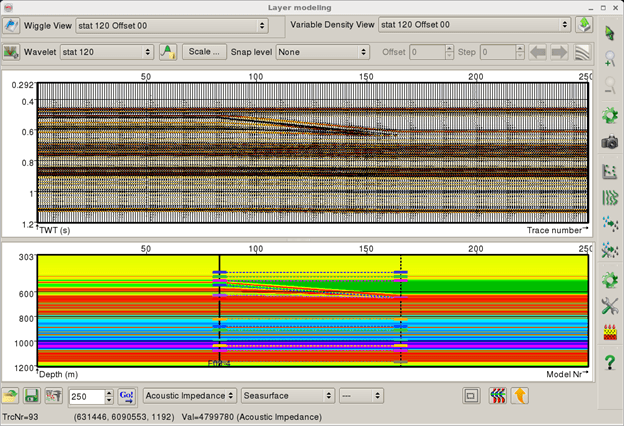 Layer modeling
Wiggle View stat 120 Offset 00 Variable Density View stat 120 Offset 00
Wavelet stat 120 Scale ... Snap level None Offset 0 Step 0
50 100 150 200 250
0.292
0.4
0.6
0.8
1
1.2
TWT (s) Trace number
50 100 150 200 250
303
600
800
1000
1200
Depth (m) Model Nr
250 Go! Acoustic Impedance Seasurface ---
TrcNr=93 (631446, 6090553, 1192) Val=4799780 (Acoustic Impedance)